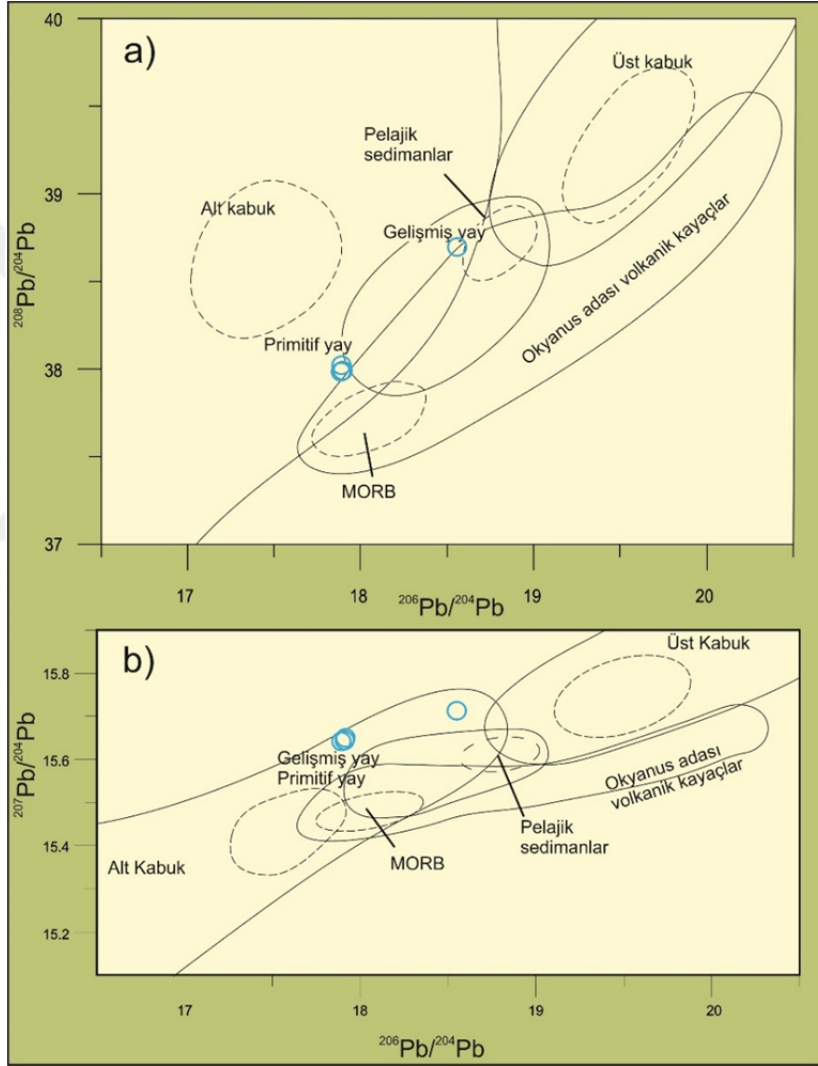 a)
40
39
38
37
²⁰⁸Pb/²⁰⁴Pb
Üst kabuk
Pelajik
sedimanlar
Alt kabuk
Gelişmiş yay
Okyanus adası volkanik kayaçlar
Primitif yay
MORB
17
18
19
20
²⁰⁶Pb/²⁰⁴Pb
b)
15.8
15.6
15.4
15.2
²⁰⁷Pb/²⁰⁴Pb
Üst Kabuk
Gelişmiş yay
Primitif yay
Okyanus adası
volkanik kayaçlar
Pelajik
sedimanlar
MORB
Alt Kabuk
17
18
19
20
²⁰⁶Pb/²⁰⁴Pb